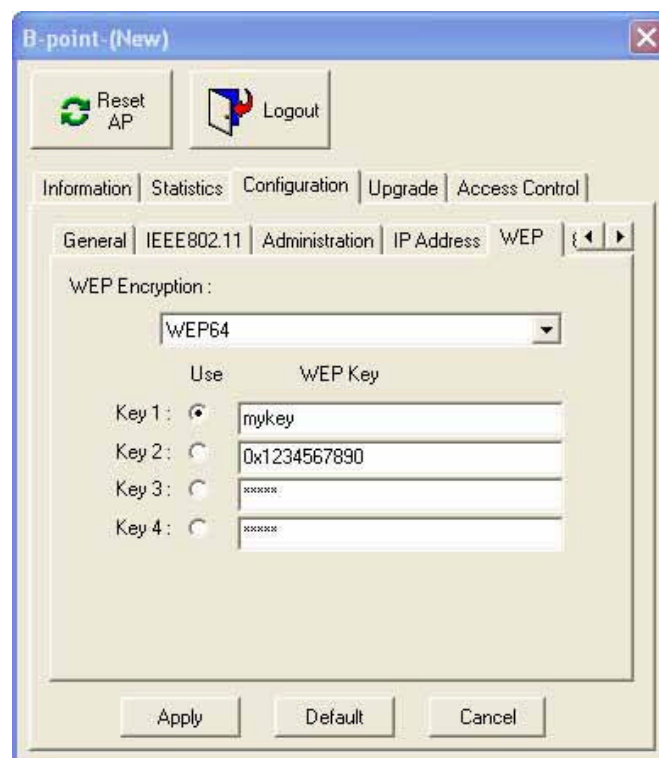 B-point-(New)
Reset AP
Logout
Information Statistics Configuration Upgrade Access Control
General IEEE802.11 Administration IP Address WEP
WEP Encryption :
WEP64
Use WEP Key
Key 1 : mykey
Key 2 : 0x1234567890
Key 3 : *****
Key 4 : *****
Apply Default Cancel